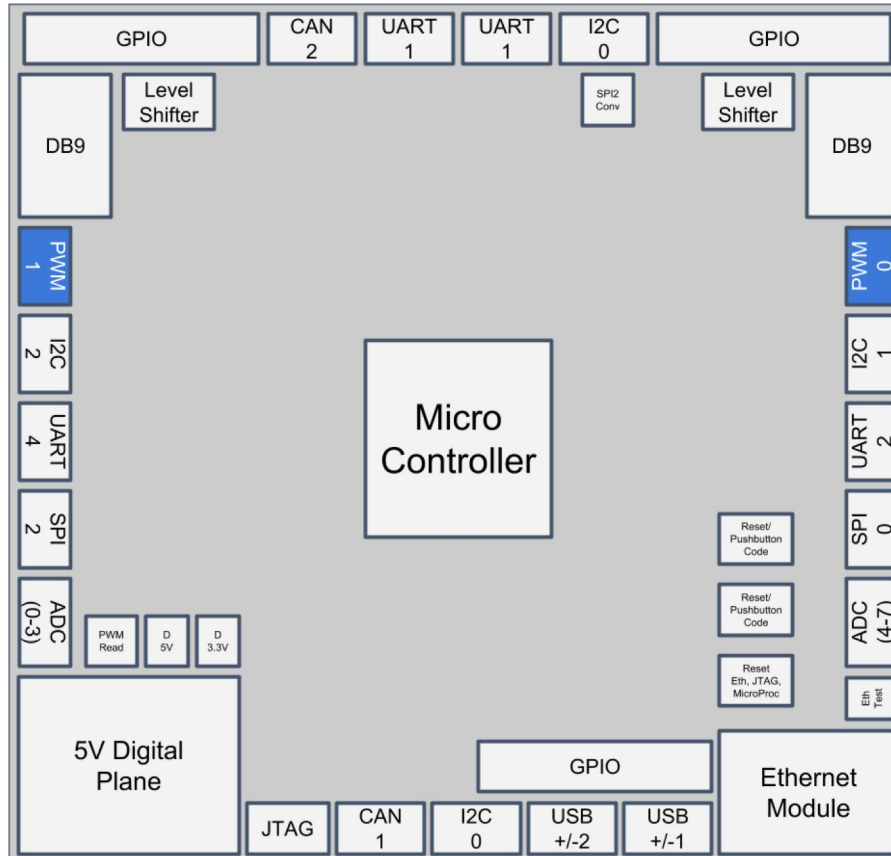 GPIO
CAN
2
UART
1
UART
1
I2C
0
GPIO
DB9
Level
Shifter
SPI2
Conv
Level
Shifter
DB9
PWM
1
PWM
0
I2C
2
I2C
1
Micro
Controller
UART
4
UART
2
SPI
2
SPI
0
Reset/
Pushbutton
Code
ADC
(0-3)
PWM
Read
D
5V
D
3.3V
Reset/
Pushbutton
Code
ADC
(4-7)
Reset
Eth, JTAG,
MicroProc
Eth
Test
5V Digital
Plane
GPIO
Ethernet
Module
JTAG
CAN
1
I2C
0
USB
+/-2
USB
+/-1